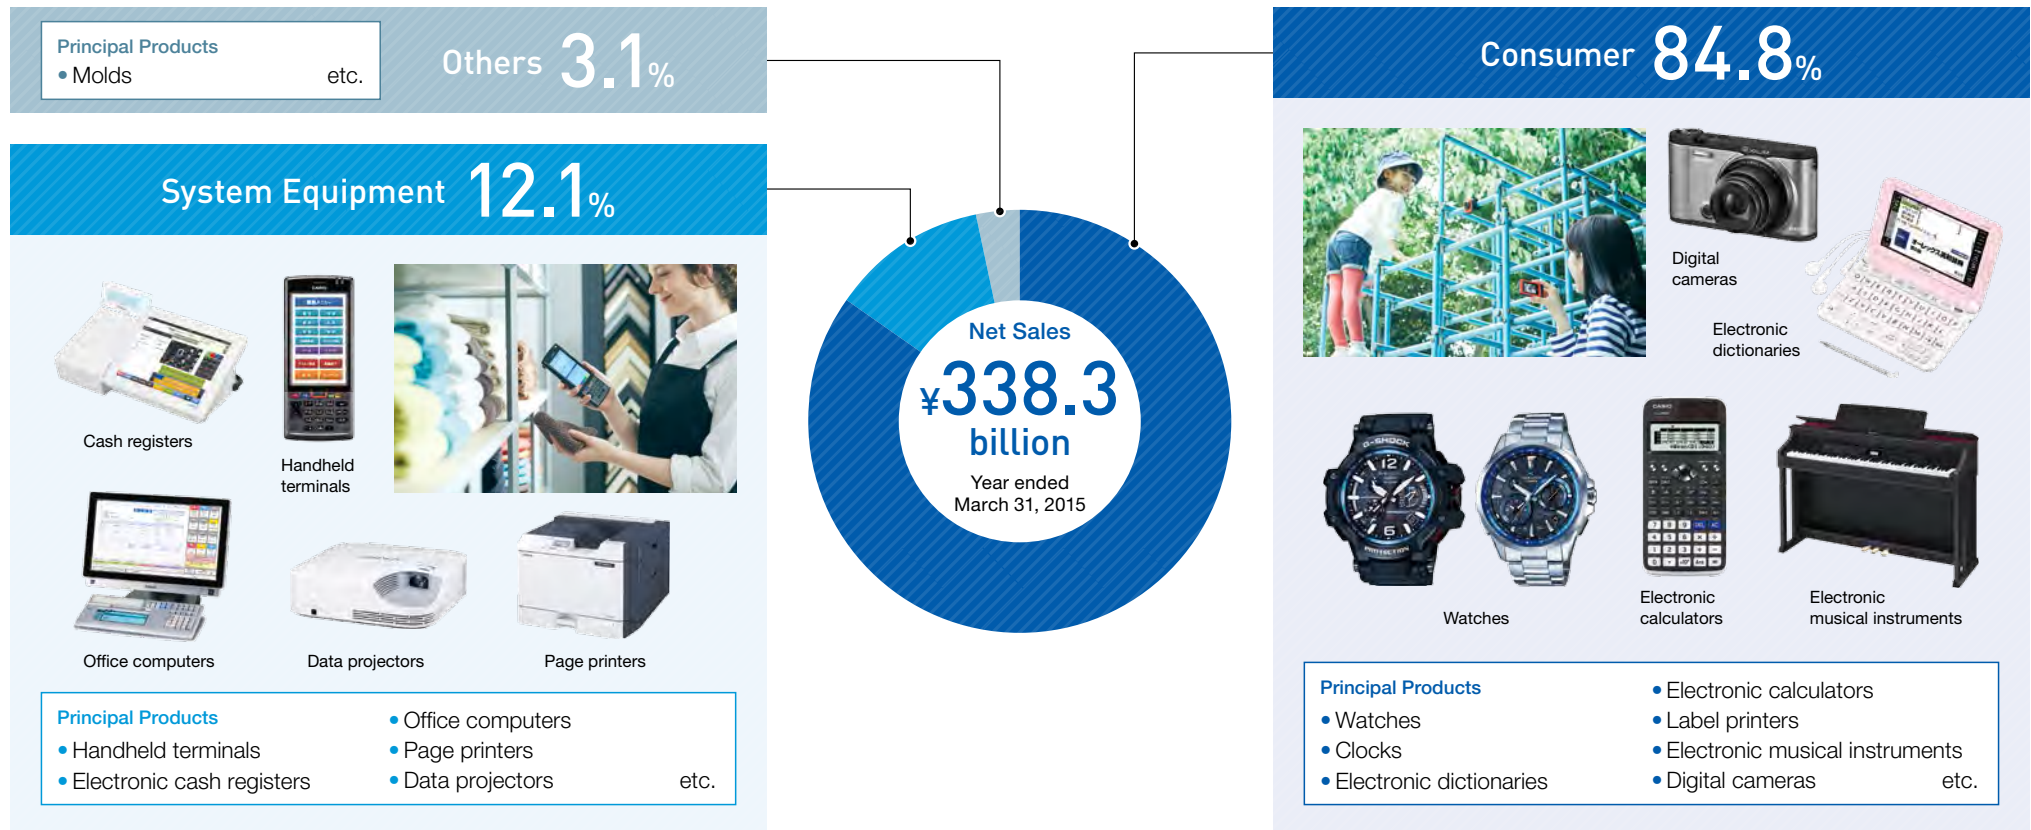 Principal Products
• Molds etc.
Others 3.1%
System Equipment 12.1%
Cash registers
Handheld
terminals
Office computers
Data projectors
Page printers
Principal Products
• Handheld terminals
• Electronic cash registers
• Office computers
• Page printers
• Data projectors etc.
Net Sales
¥338.3
billion
Year ended
March 31, 2015
Consumer 84.8%
Digital
cameras
Electronic
dictionaries
G-SHOCK
PROTECTION
CASIO
Watches
Electronic
calculators
Electronic
musical instruments
Principal Products
• Watches
• Clocks
• Electronic dictionaries
• Electronic calculators
• Label printers
• Electronic musical instruments
• Digital cameras etc.